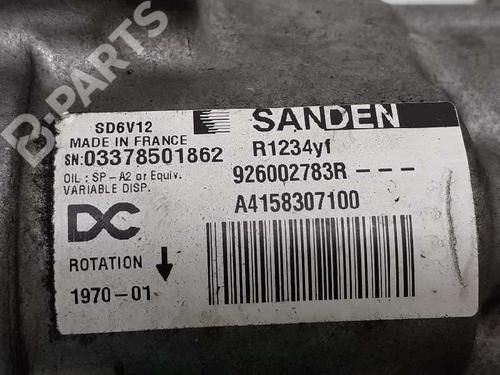 B-PARTS
SD6V12
MADE IN FRANCE
SN:03378501862
OIL : SP-A2 or Equiv.
VARIABLE DISP.
SANDEN
R1234yf
926002783R---
A4158307100
DC
ROTATION
1970-01